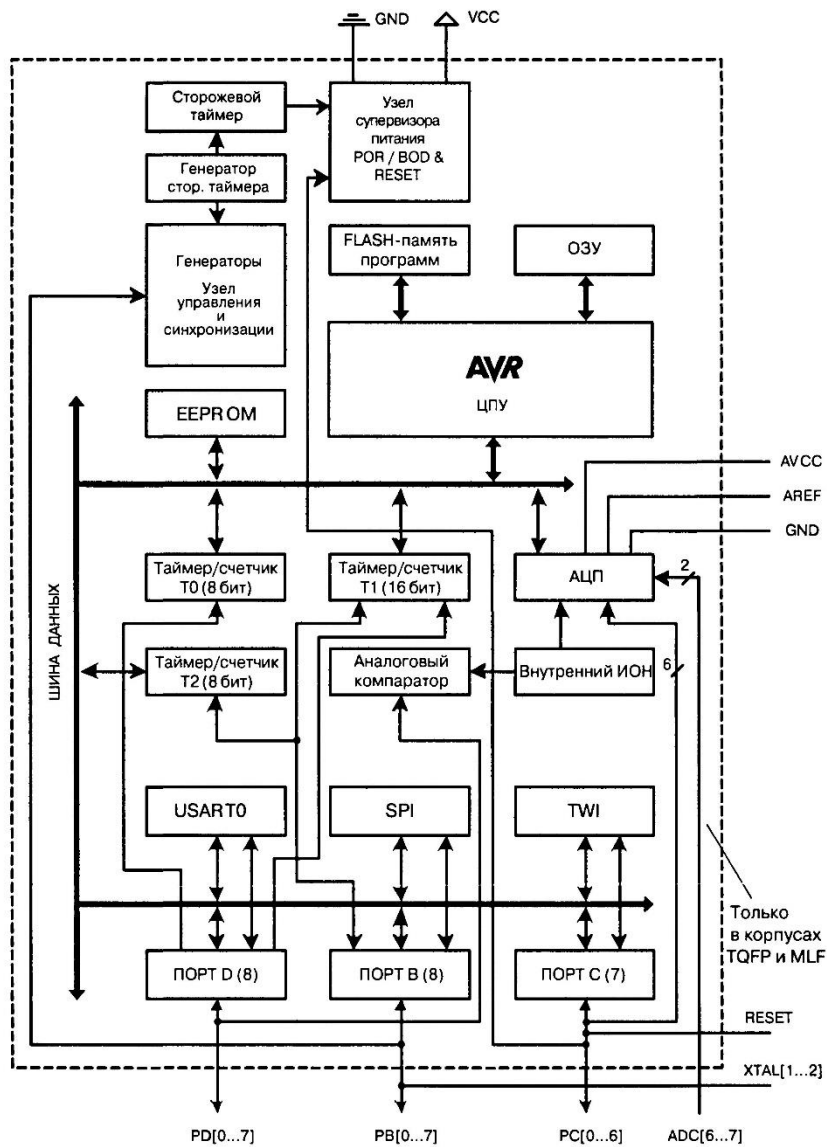 GND
VCC
Сторожевой
таймер
Узел
супервизора
питания
POR / BOD &
RESET
Генератор
стор. таймера
Генераторы
Узел
управления
и
синхронизации
FLASH-память
программ
ОЗУ
AVR
ЦПУ
EEPROM
AVCC
AREF
GND
Таймер/счетчик
T0 (8 бит)
Таймер/счетчик
T1 (16 бит)
АЦП
2
ШИНА ДАННЫХ
Таймер/счетчик
T2 (8 бит)
Аналоговый
компаратор
Внутренний ИОН
6
USART0
SPI
TWI
Только
в корпусах
TQFP и MLF
ПОРТ D (8)
ПОРТ B (8)
ПОРТ C (7)
RESET
XTAL[1...2]
PD[0...7]
PB[0...7]
PC[0...6]
ADC[6...7]